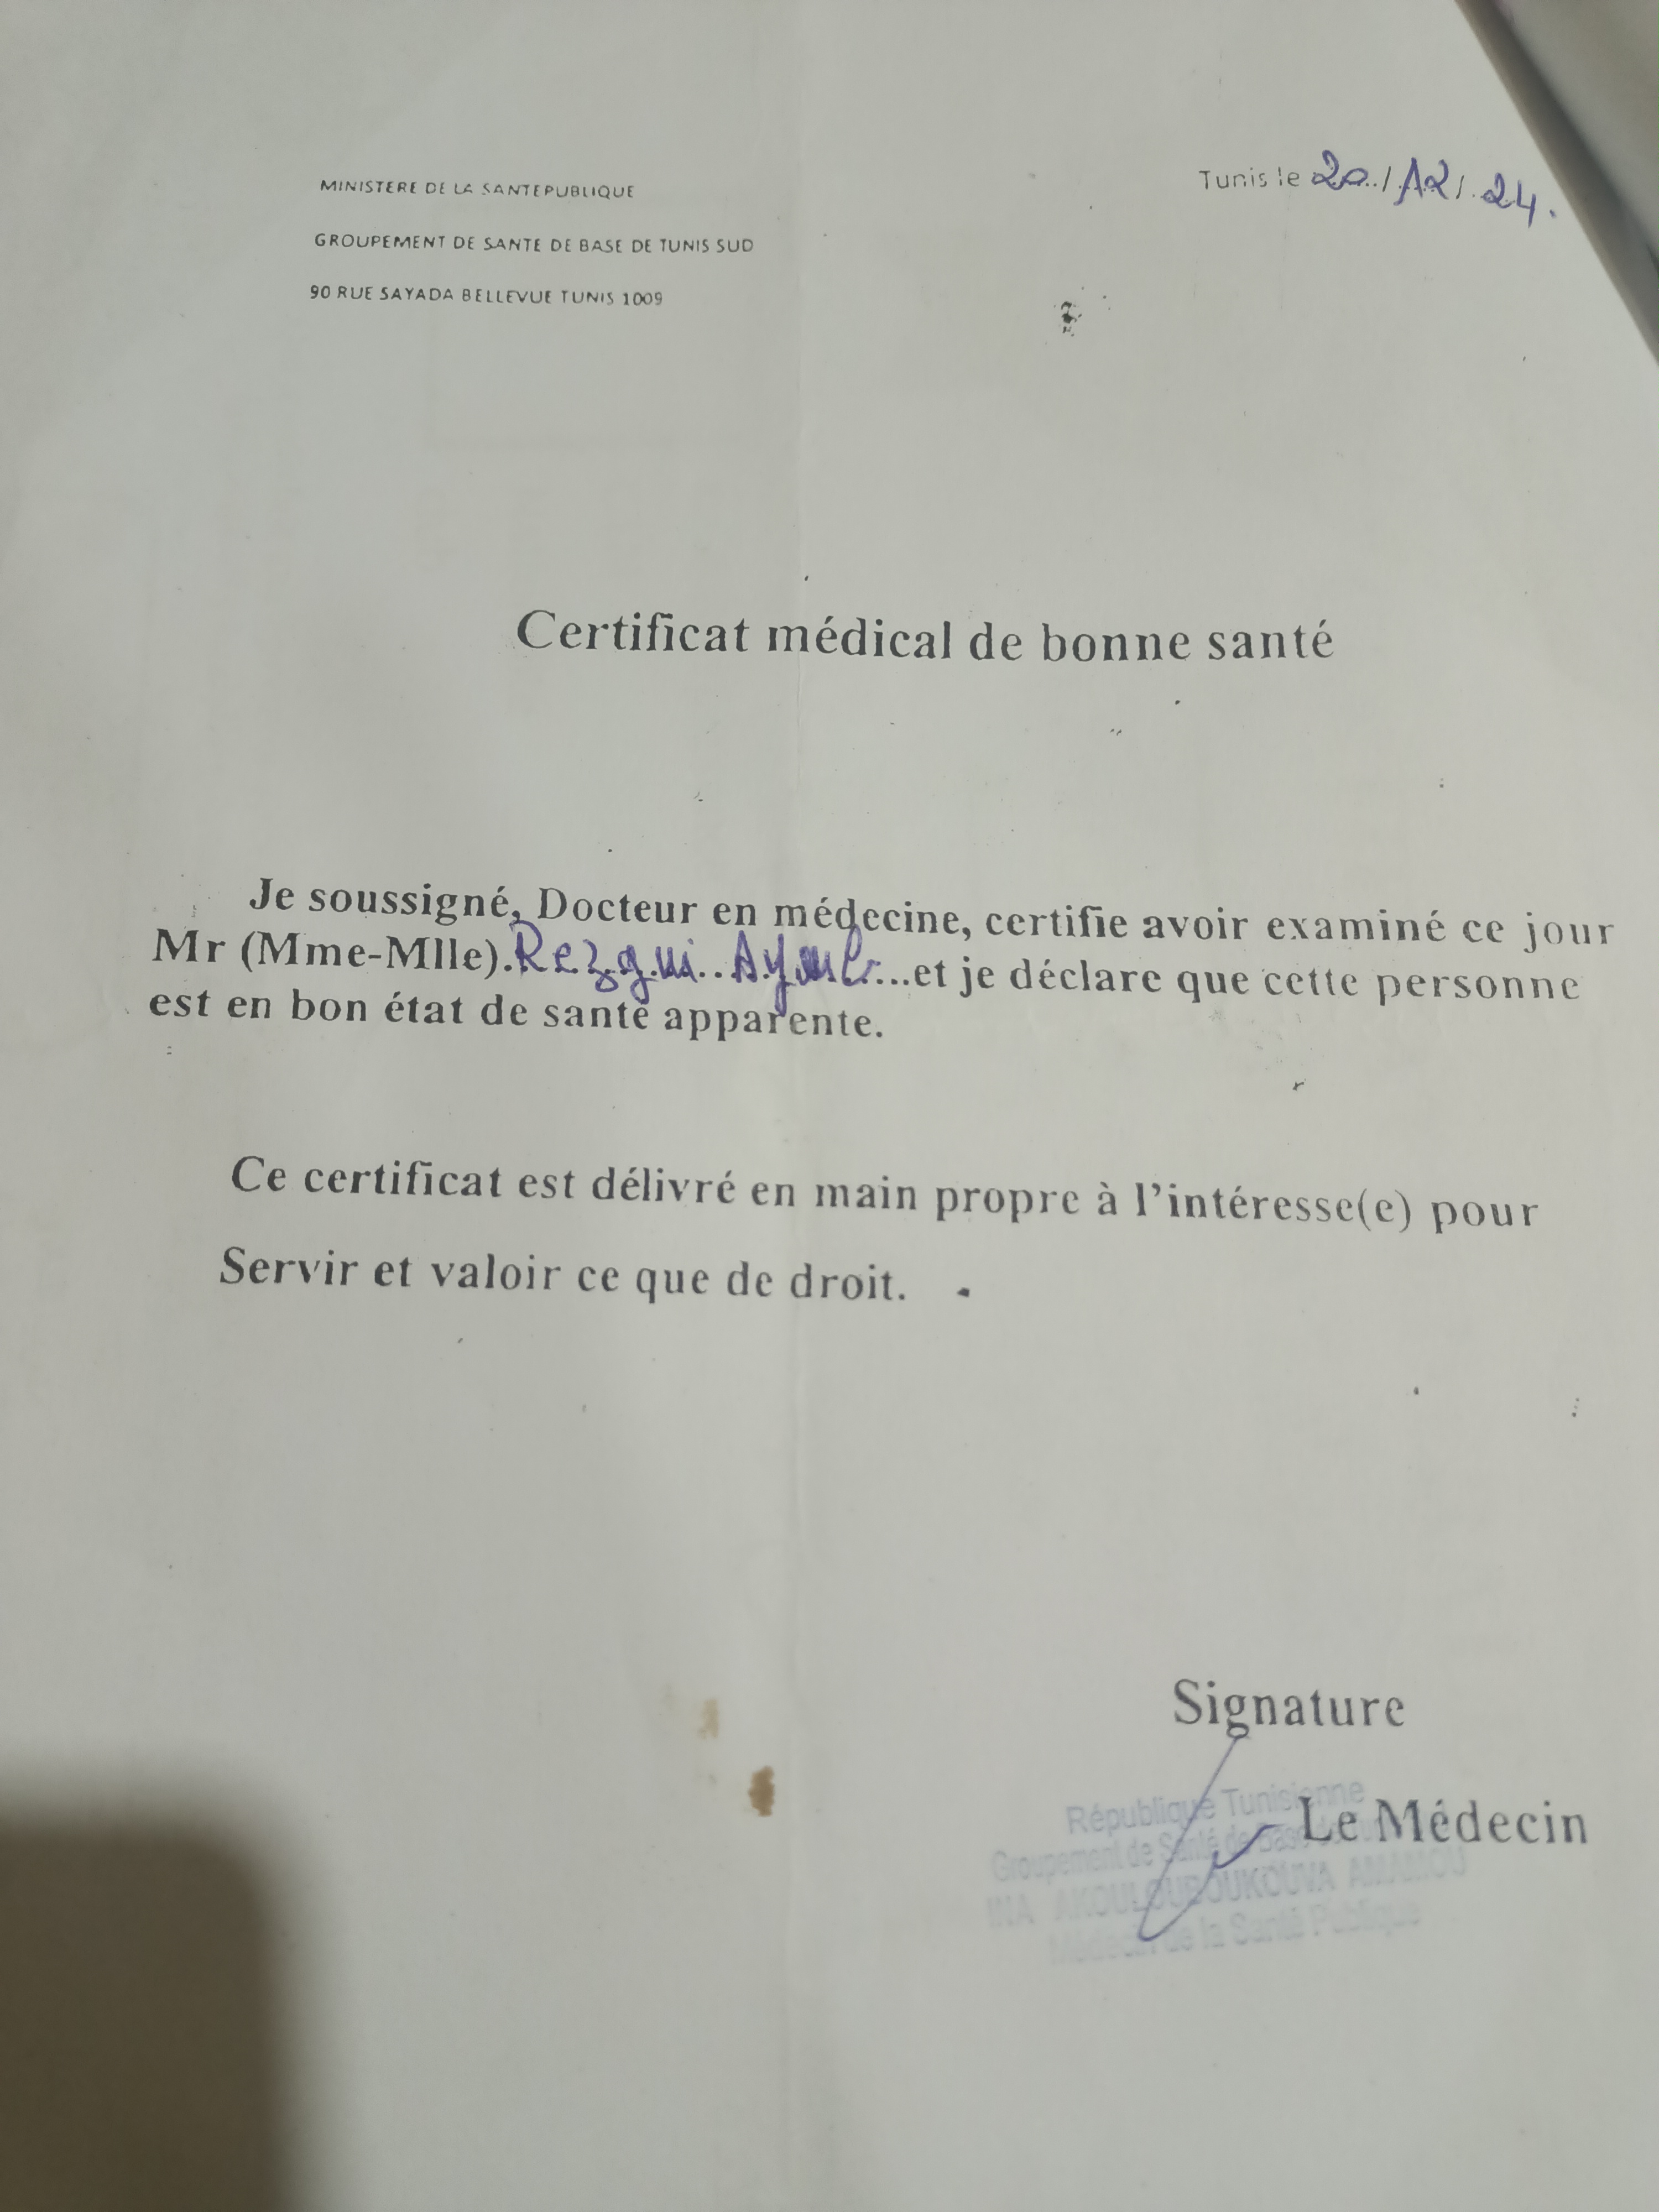 MINISTERE DE LA SANTEPUBLIQUE
Tunis le 20../12/.24.
GROUPEMENT DE SANTE DE BASE DE TUNIS SUD
90 RUE SAYADA BELLEVUE TUNIS 1009
Certificat médical de bonne santé
Je soussigné, Docteur en médecine, certifie avoir examiné ce jour
Mr (Mme-Mlle).Rezgui...et je déclare que cette personne
est en bon état de santé apparente.
Ce certificat est délivré en main propre à l'intéresse(e) pour
Servir et valoir ce que de droit.
Signature
République Tunisienne
Le Médecin
Groupement de Santé de Base
INA AMAMOU
Médecin de la Santé Publique